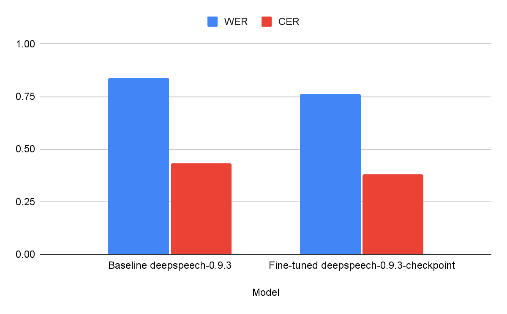 WER CER
1.00
0.75
0.50
0.25
0.00
Baseline deepspeech-0.9.3 Fine-tuned deepspeech-0.9.3-checkpoint
Model